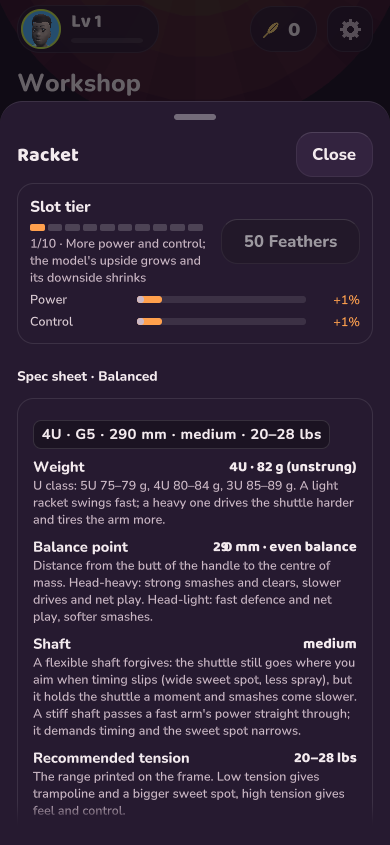 Lv 1
0
Workshop
Racket
Close
Slot tier
1/10 · More power and control;
the model's upside grows and
its downside shrinks
50 Feathers
Power
+1%
Control
+1%
Spec sheet · Balanced
4U · G5 · 290 mm · medium · 20–28 lbs
Weight
4U · 82 g (unstrung)
U class: 5U 75–79 g, 4U 80–84 g, 3U 85–89 g. A light
racket swings fast; a heavy one drives the shuttle harder
and tires the arm more.
Balance point
290 mm · even balance
Distance from the butt of the handle to the centre of
mass. Head-heavy: strong smashes and clears, slower
drives and net play. Head-light: fast defence and net
play, softer smashes.
Shaft
medium
A flexible shaft forgives: the shuttle still goes where you
aim when timing slips (wide sweet spot, less spray), but
it holds the shuttle a moment and smashes come slower.
A stiff shaft passes a fast arm's power straight through;
it demands timing and the sweet spot narrows.
Recommended tension
20–28 lbs
The range printed on the frame. Low tension gives
trampoline and a bigger sweet spot, high tension gives
feel and control.